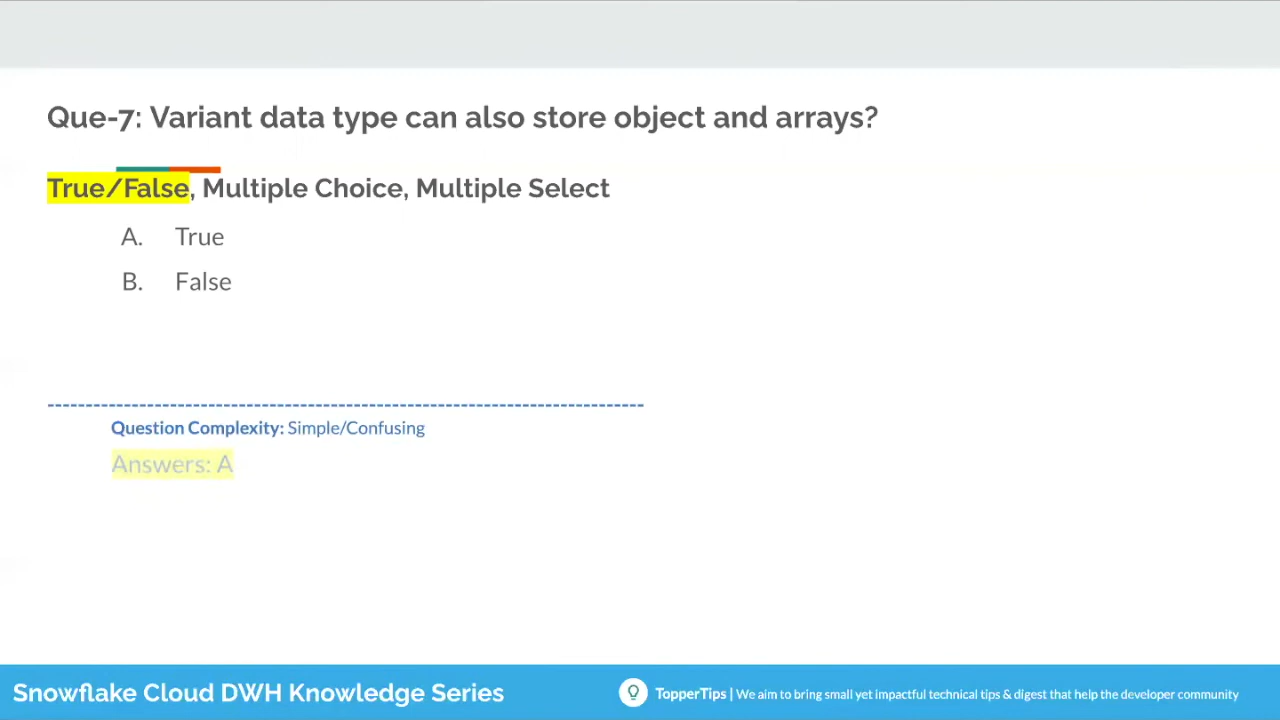 Que-7: Variant data type can also store object and arrays?
True/False, Multiple Choice, Multiple Select
A. True
B. False
--------------------------------------------------------------------------------
Question Complexity: Simple/Confusing
Answers: A
Snowflake Cloud DWH Knowledge Series
TopperTips | We aim to bring small yet impactful technical tips & digest that help the developer community